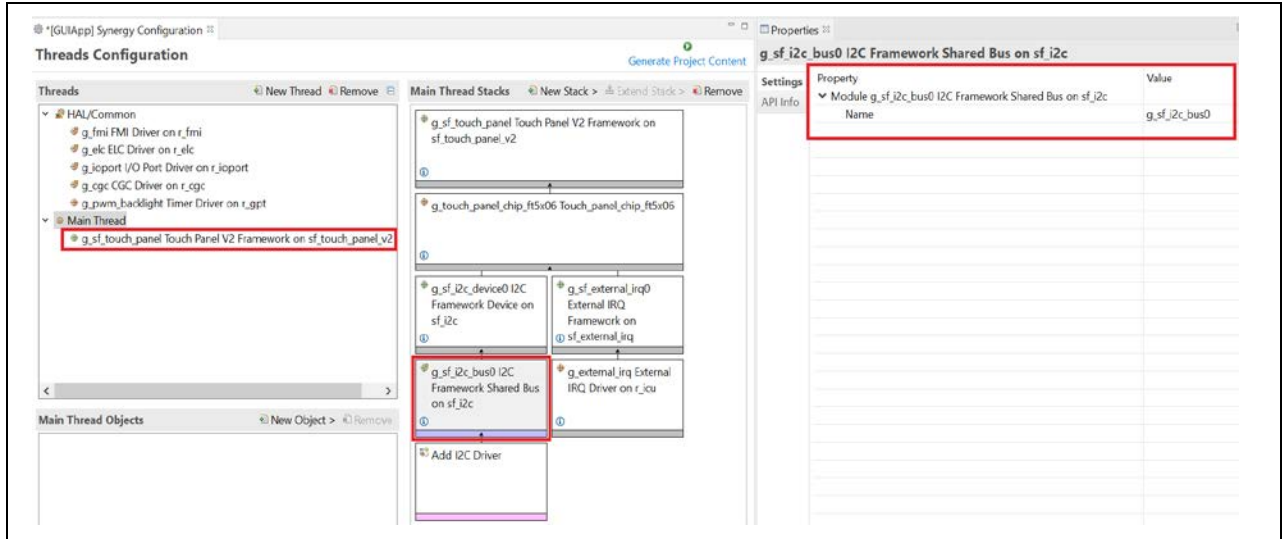 *[GUIApp] Synergy Configuration
Threads Configuration
Generate Project Content
Threads
New Thread Remove
HAL/Common
g_fmi FMI Driver on r_fmi
g_elc ELC Driver on r_elc
g_ioport I/O Port Driver on r_ioport
g_cgc CGC Driver on r_cgc
g_pwm_backlight Timer Driver on r_gpt
Main Thread
g_sf_touch_panel Touch Panel V2 Framework on sf_touch_panel_v2
Main Thread Objects
New Object > Remove
Main Thread Stacks
New Stack > Extend Stack > Remove
g_sf_touch_panel Touch Panel V2 Framework on
sf_touch_panel_v2
g_touch_panel_chip_ft5x06 Touch_panel_chip_ft5x06
g_sf_i2c_device0 I2C
Framework Device on
sf_i2c
g_sf_external_irq0
External IRQ
Framework on
sf_external_irq
g_sf_i2c_bus0 I2C
Framework Shared Bus
on sf_i2c
g_external_irq External
IRQ Driver on r_icu
Add I2C Driver
Properties
g_sf_i2c_bus0 I2C Framework Shared Bus on sf_i2c
Settings
API Info
Property Value
Module g_sf_i2c_bus0 I2C Framework Shared Bus on sf_i2c
Name g_sf_i2c_bus0